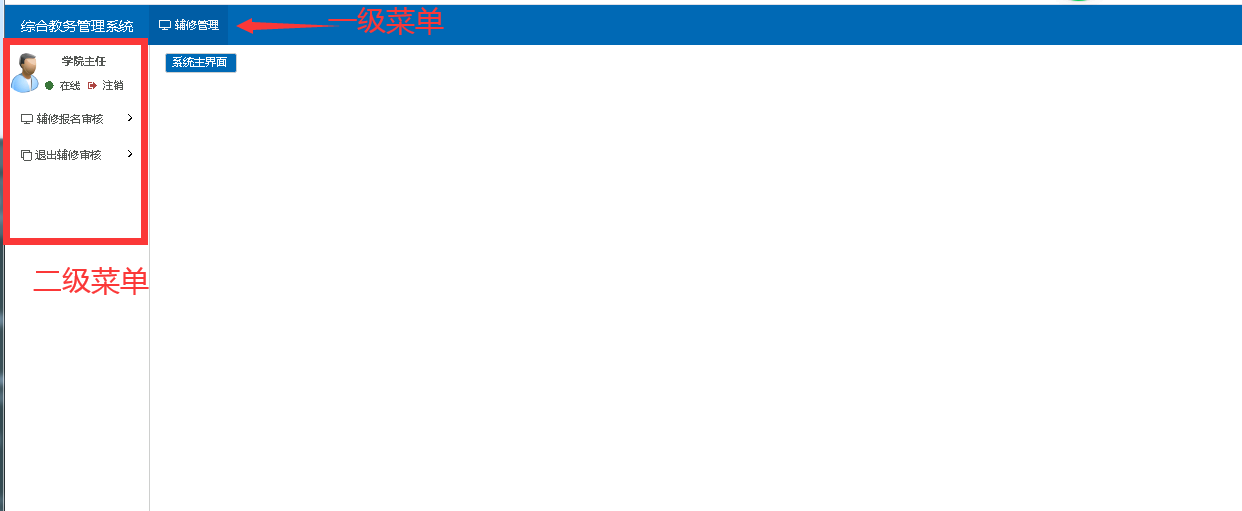 综合教务管理系统
辅修管理
一级菜单
学院主任
在线 注销
系统主界面
辅修报名审核
退出辅修审核
二级菜单